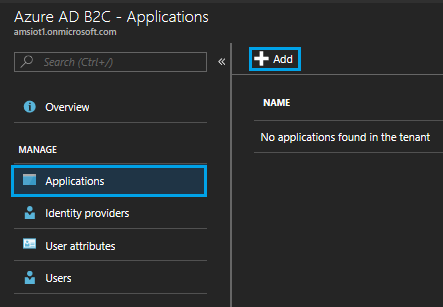 Azure AD B2C - Applications
amsiot1.onmicrosoft.com
Search (Ctrl+/)
«
Add
Overview
NAME
No applications found in the tenant
MANAGE
Applications
Identity providers
User attributes
Users